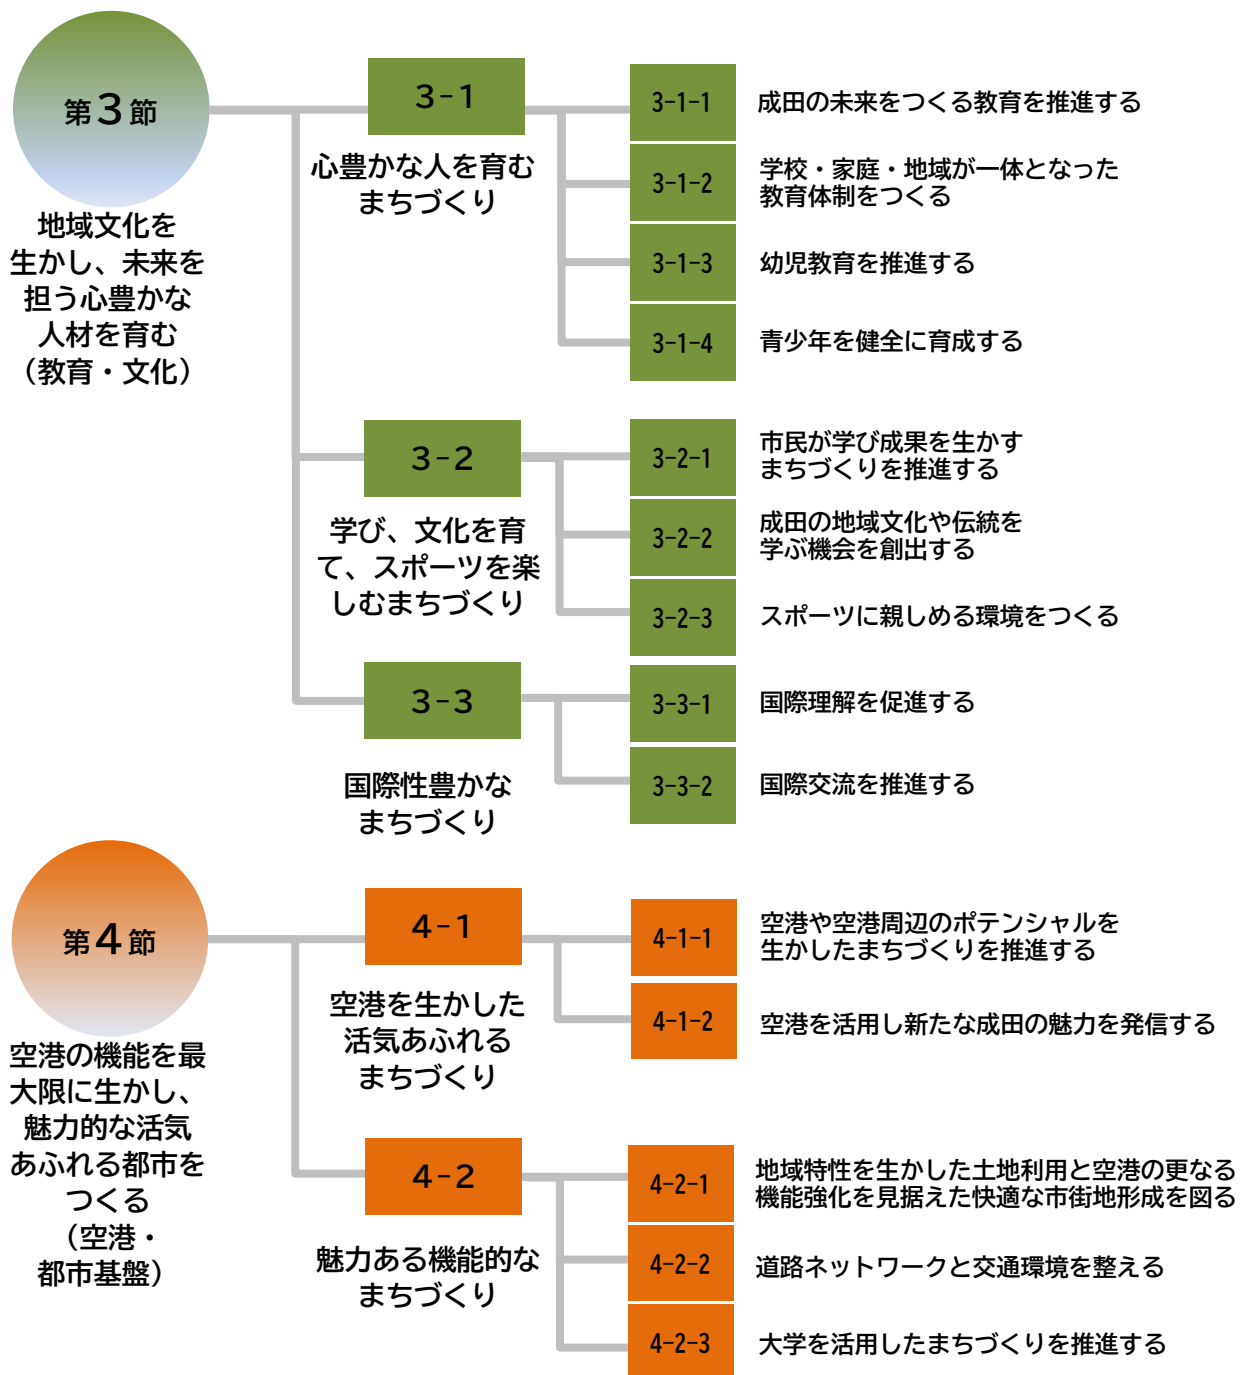 第3節
地域文化を
生かし、未来を
担う心豊かな
人材を育む
（教育・文化）
3-1
心豊かな人を育む
まちづくり
3-1-1
成田の未来をつくる教育を推進する
3-1-2
学校・家庭・地域が一体となった
教育体制をつくる
3-1-3
幼児教育を推進する
3-1-4
青少年を健全に育成する
3-2
学び、文化を育
て、スポーツを楽
しむまちづくり
3-2-1
市民が学び成果を生かす
まちづくりを推進する
3-2-2
成田の地域文化や伝統を
学ぶ機会を創出する
3-2-3
スポーツに親しめる環境をつくる
3-3
国際性豊かな
まちづくり
3-3-1
国際理解を促進する
3-3-2
国際交流を推進する
第4節
空港の機能を最
大限に生かし、
魅力的な活気
あふれる都市を
つくる
（空港・
都市基盤）
4-1
空港を生かした
活気あふれる
まちづくり
4-1-1
空港や空港周辺のポテンシャルを
生かしたまちづくりを推進する
4-1-2
空港を活用し新たな成田の魅力を発信する
4-2
魅力ある機能的な
まちづくり
4-2-1
地域特性を生かした土地利用と空港の更なる
機能強化を見据えた快適な市街地形成を図る
4-2-2
道路ネットワークと交通環境を整える
4-2-3
大学を活用したまちづくりを推進する